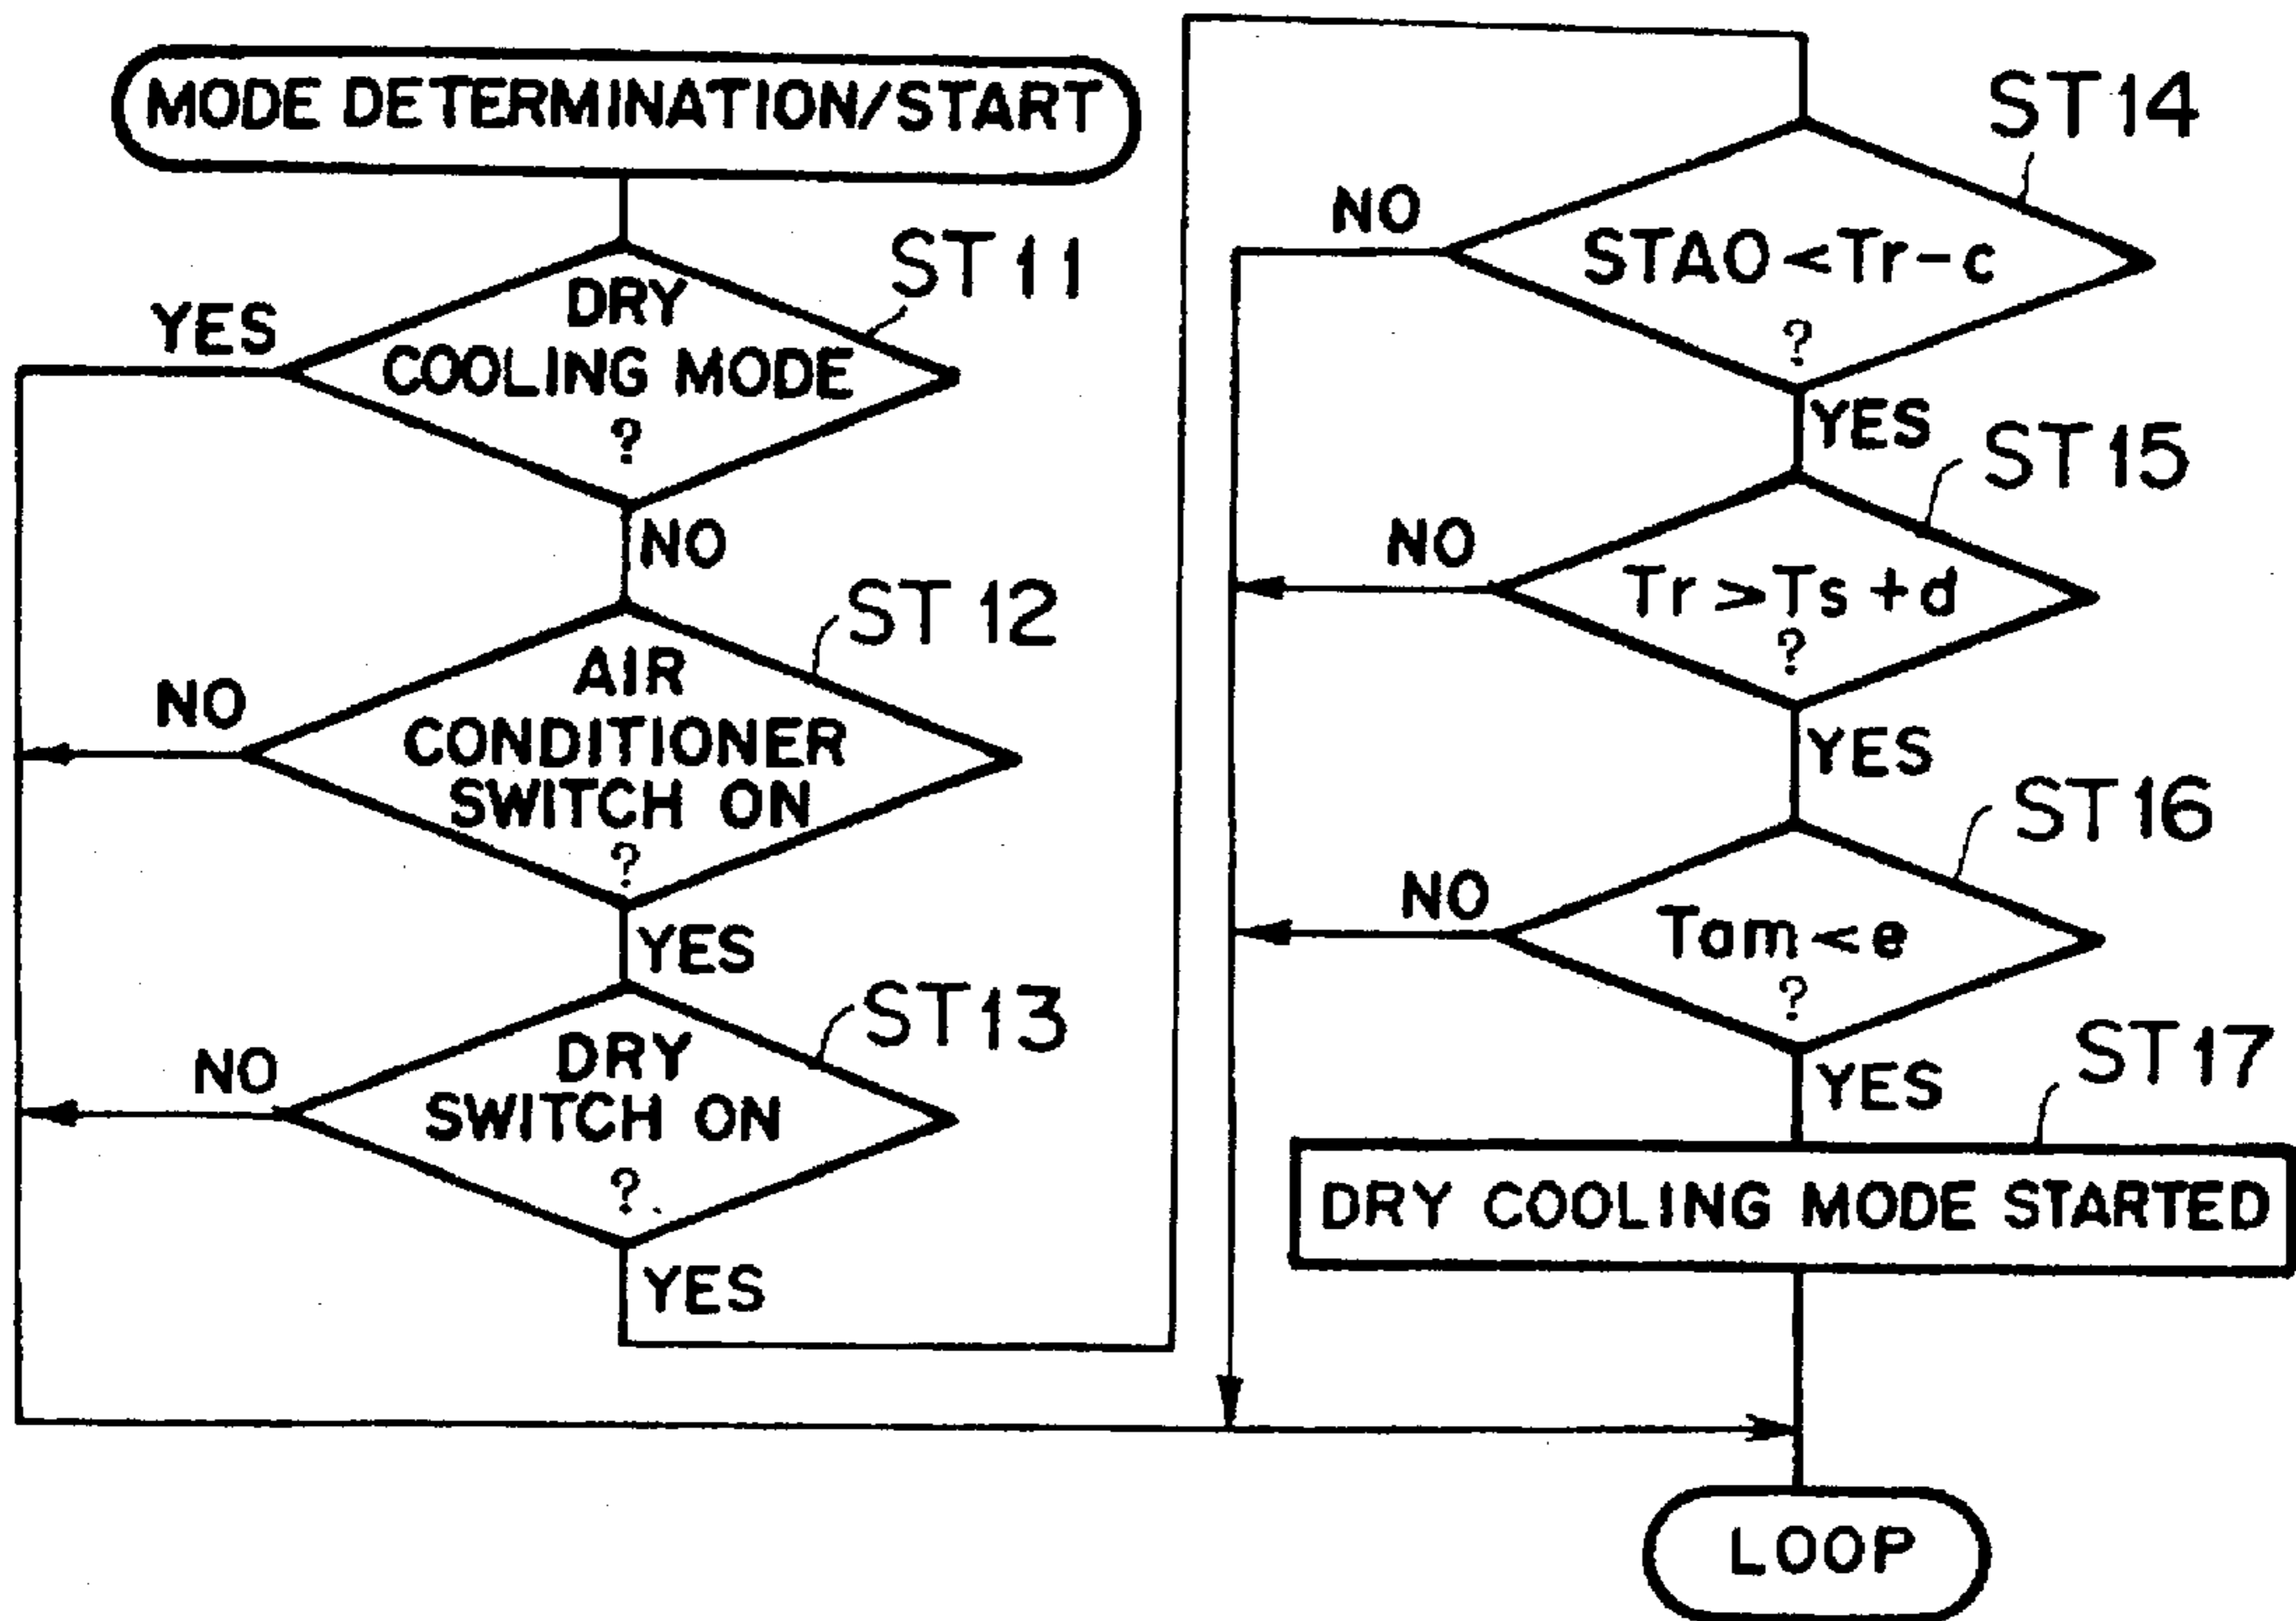 MODE DETERMINATION/START
ST11
YES
DRY
COOLING MODE
?
NO
ST12
NO
AIR
CONDITIONER
SWITCH ON
?
YES
ST13
NO
DRY
SWITCH ON
?
YES
ST14
NO
STAO<Tr-c
?
YES
ST15
NO
Tr>Ts+d
?
YES
ST16
NO
Tam<e
?
YES
ST17
DRY COOLING MODE STARTED
LOOP